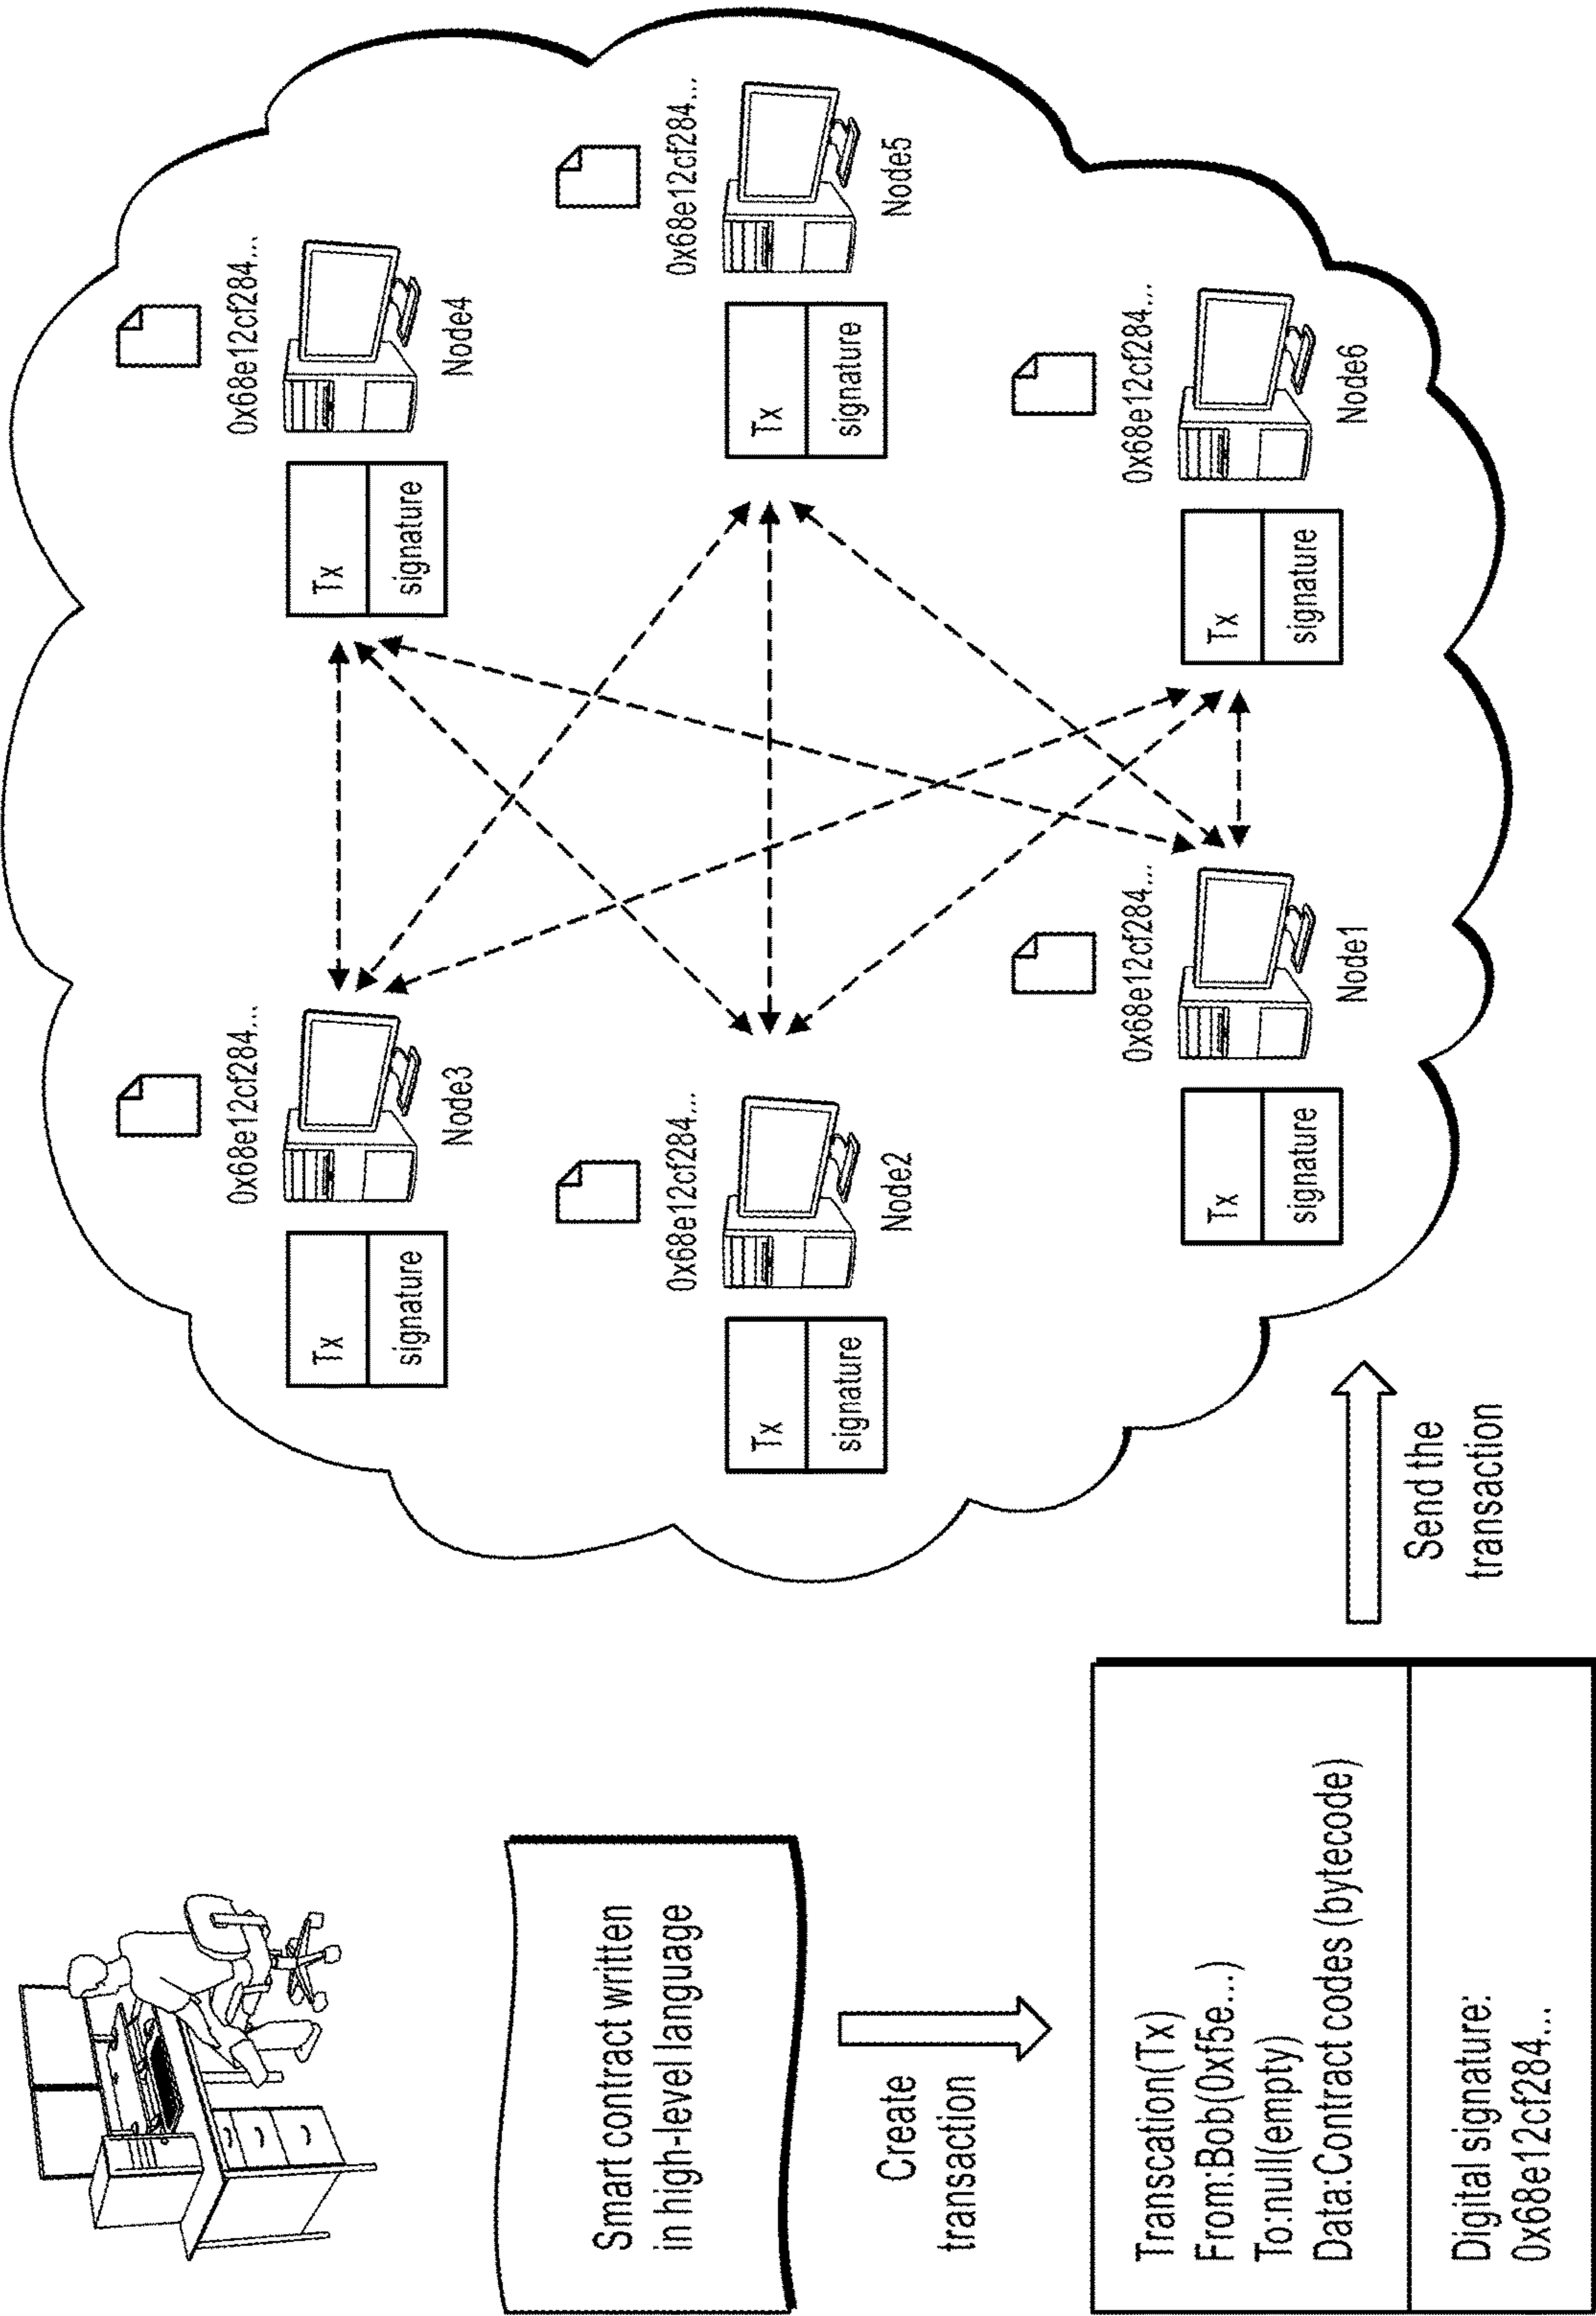 Smart contract written
in high-level language
Create
transaction
Transcation(Tx)
From:Bob(0xf5e...)
To:null(empty)
Data:Contract codes (bytecode)
Digital signature:
0x68e12cf284...
Send the
transaction
0x68e12cf284...
Tx
signature
Node3
0x68e12cf284...
Tx
signature
Node4
0x68e12cf284...
Tx
signature
Node2
0x68e12cf284...
Tx
signature
Node5
0x68e12cf284...
Tx
signature
Node1
0x68e12cf284...
Tx
signature
Node6